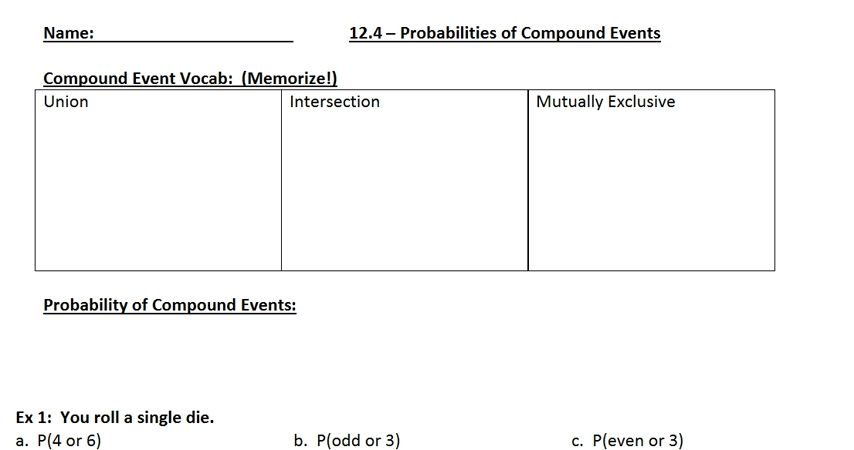 Name:
12.4 – Probabilities of Compound Events
Compound Event Vocab:  (Memorize!)
Union
Intersection
Mutually Exclusive
Probability of Compound Events:
Ex 1:  You roll a single die.
a.  P(4 or 6)
b.  P(odd or 3)
c.  P(even or 3)